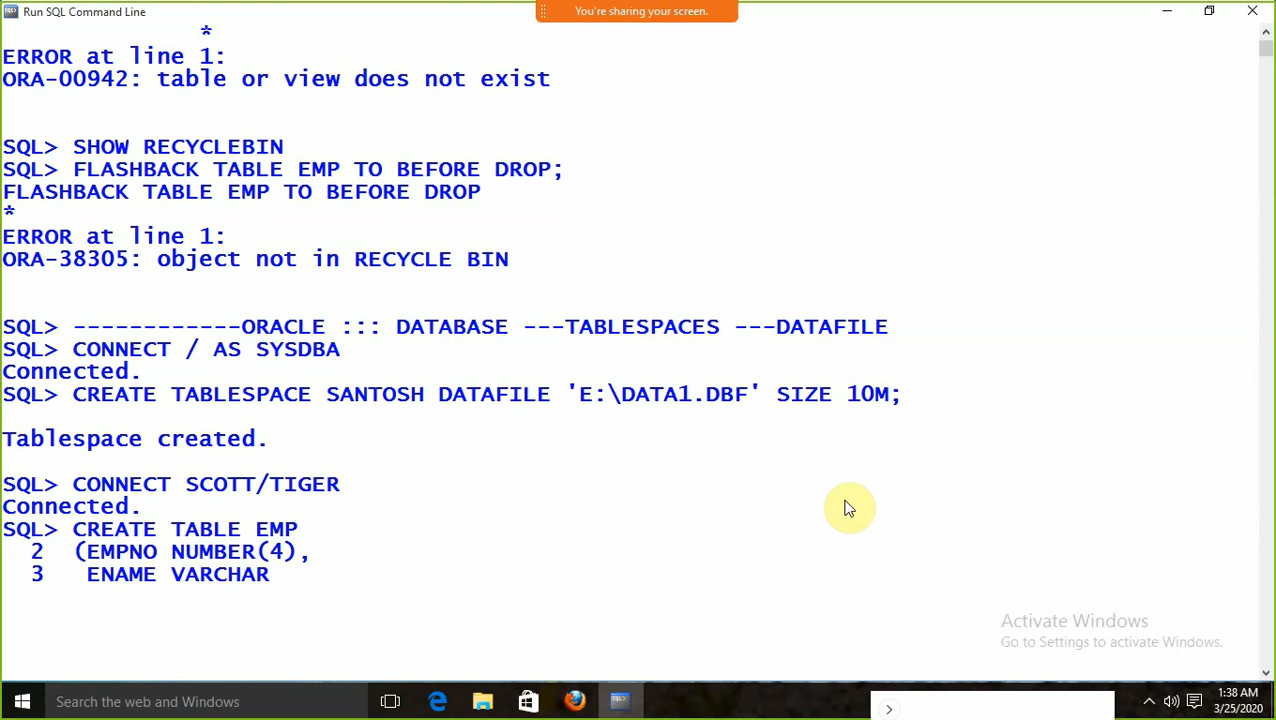 Run SQL Command Line
You're sharing your screen.
*
ERROR at line 1:
ORA-00942: table or view does not exist
SQL> SHOW RECYCLEBIN
SQL> FLASHBACK TABLE EMP TO BEFORE DROP;
FLASHBACK TABLE EMP TO BEFORE DROP
*
ERROR at line 1:
ORA-38305: object not in RECYCLE BIN
SQL> ------------ORACLE ::: DATABASE ---TABLESPACES ---DATAFILE
SQL> CONNECT / AS SYSDBA
Connected.
SQL> CREATE TABLESPACE SANTOSH DATAFILE 'E:\DATA1.DBF' SIZE 10M;
Tablespace created.
SQL> CONNECT SCOTT/TIGER
Connected.
SQL> CREATE TABLE EMP
2 (EMPNO NUMBER(4),
3 ENAME VARCHAR
Activate Windows
Go to Settings to activate Windows.
Search the web and Windows
1:38 AM
3/25/2020